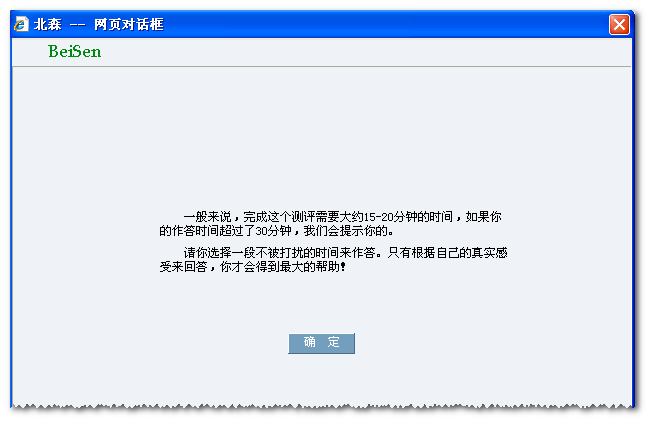 北森 -- 网页对话框
BeiSen
一般来说，完成这个测评需要大约15-20分钟的时间，如果你
的作答时间超过了30分钟，我们会提示你的。
请你选择一段不被打扰的时间来作答。只有根据自己的真实感
受来回答，你才会得到最大的帮助！
确 定